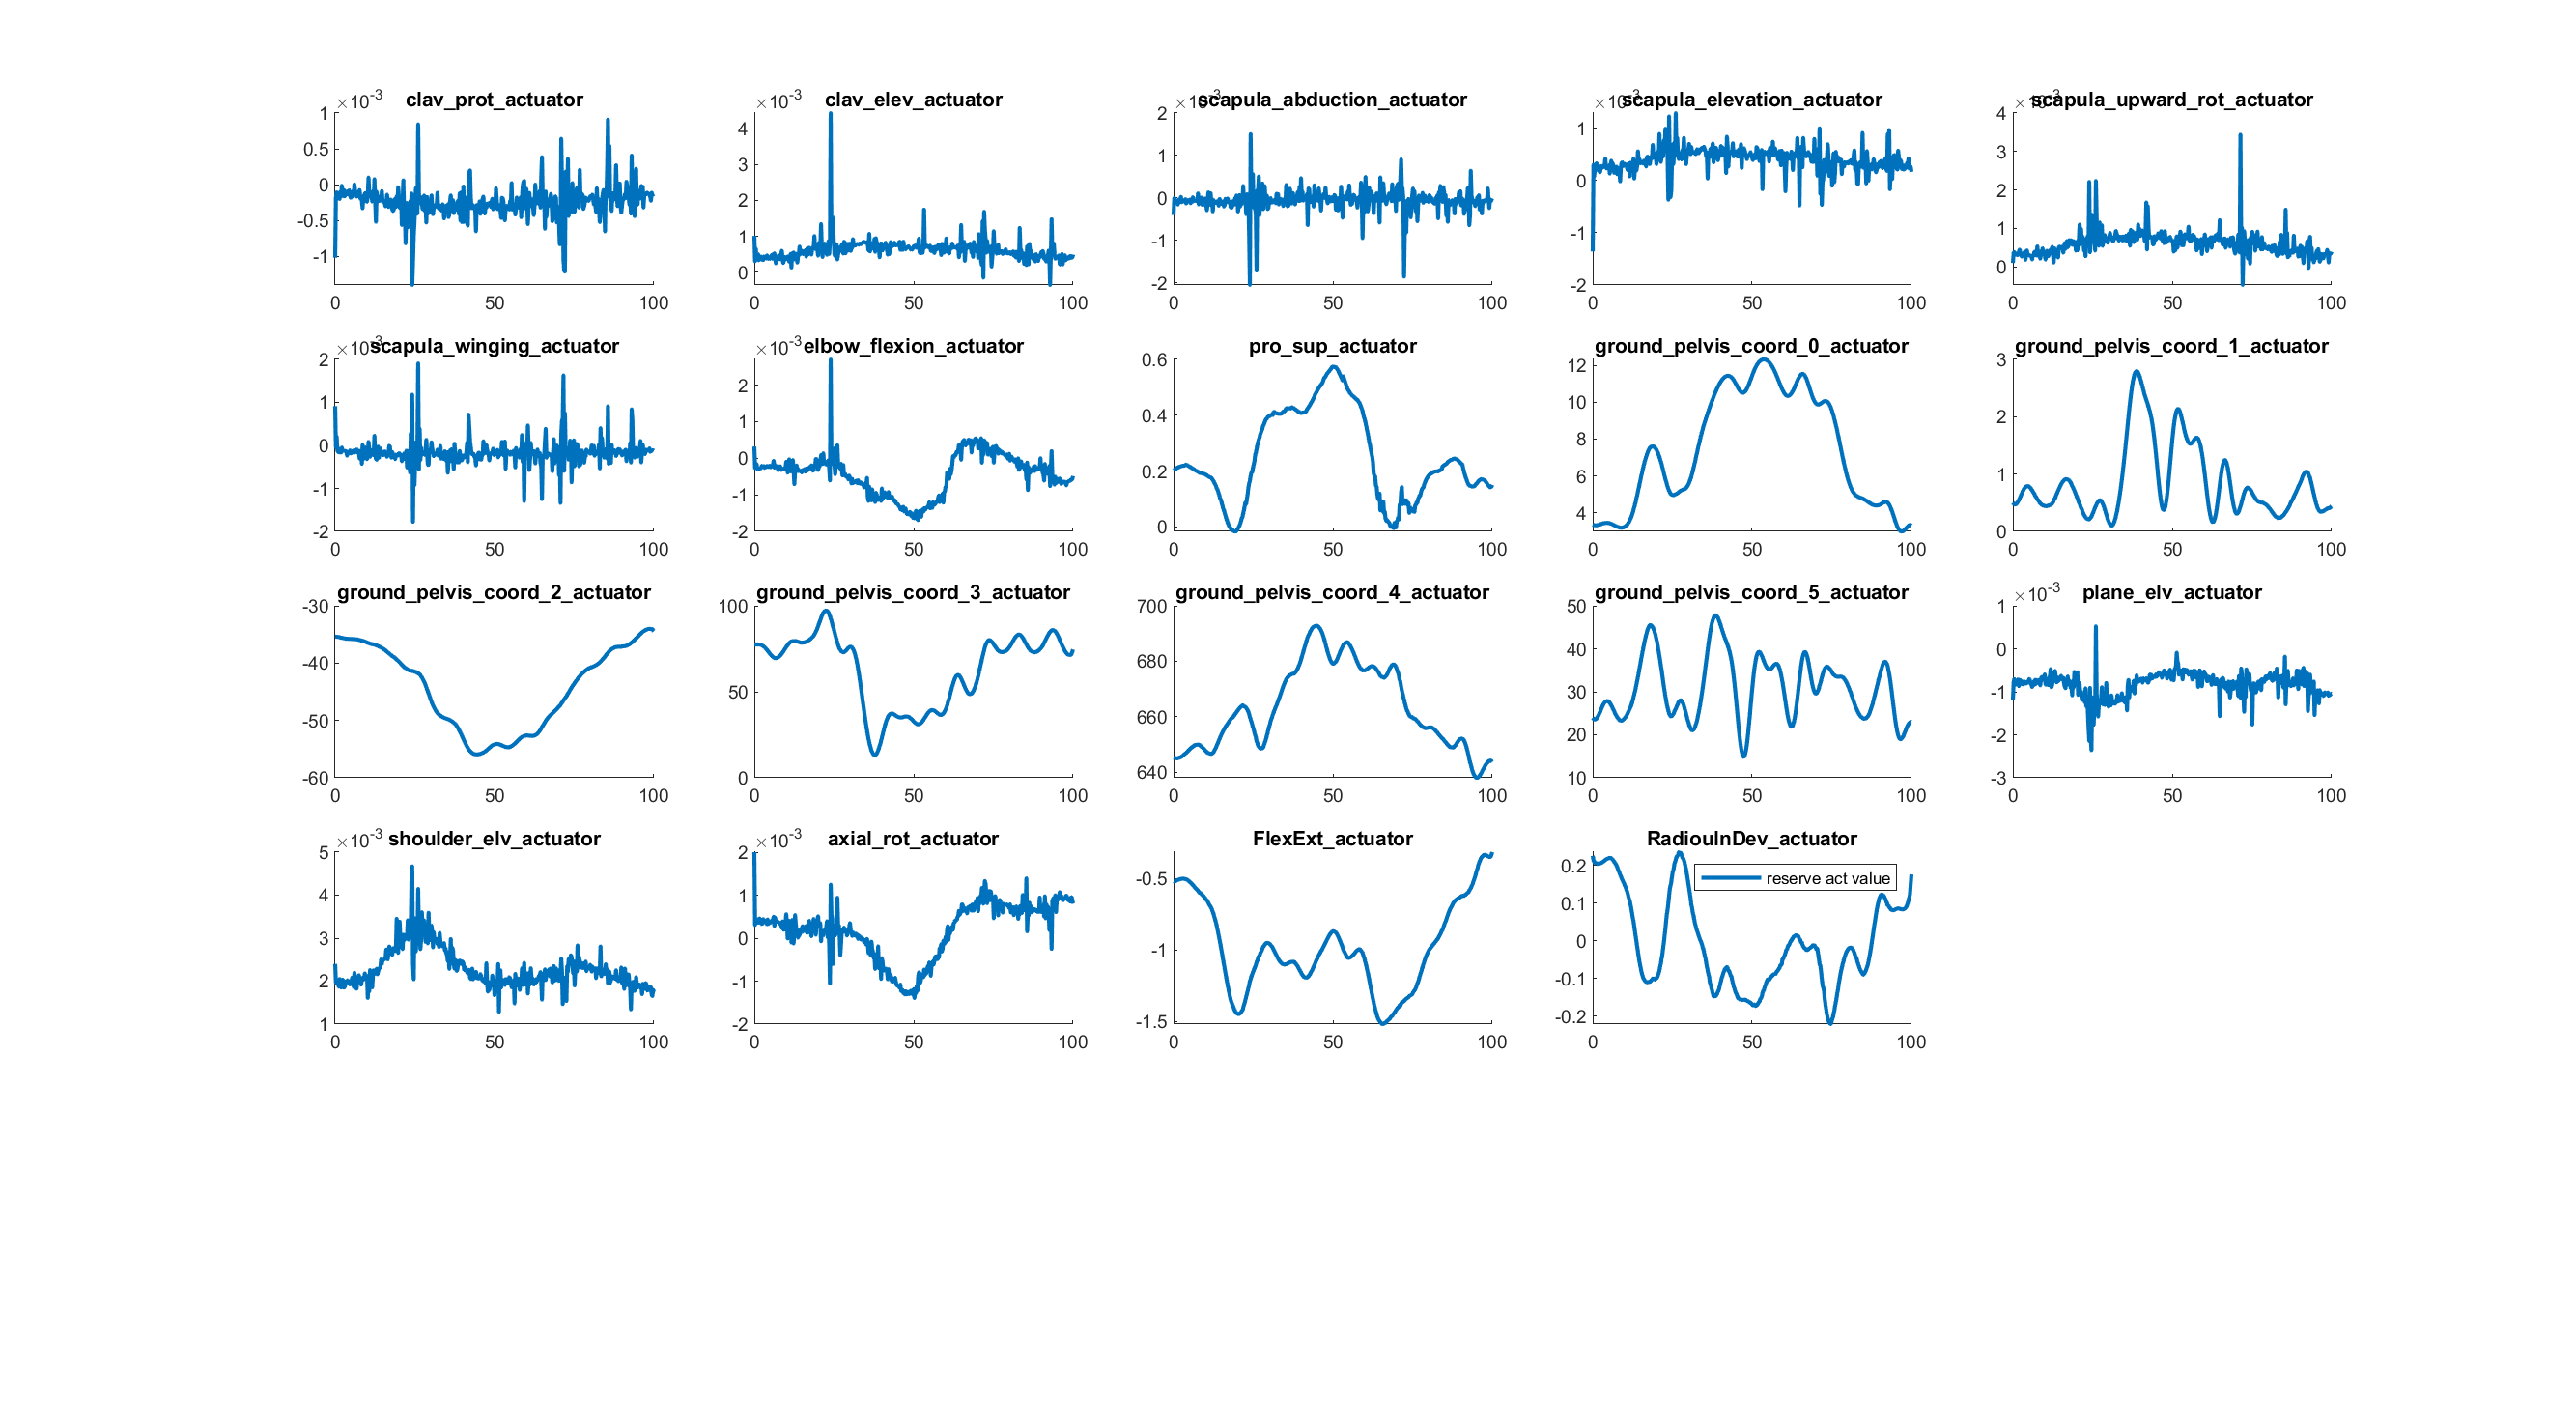 ×10-3 clav_prot_actuator
1
0.5
0
-0.5
-1
0 50 100
×10-3 clav_elev_actuator
4
3
2
1
0
0 50 100
×10-3 scapula_abduction_actuator
2
1
0
-1
-2
0 50 100
×10-3 scapula_elevation_actuator
1
0
-1
-2
0 50 100
×10-3 scapula_upward_rot_actuator
4
3
2
1
0
0 50 100
×10-3 scapula_winging_actuator
2
1
0
-1
-2
0 50 100
×10-3 elbow_flexion_actuator
2
1
0
-1
-2
0 50 100
pro_sup_actuator
0.6
0.4
0.2
0
0 50 100
ground_pelvis_coord_0_actuator
12
10
8
6
4
0 50 100
ground_pelvis_coord_1_actuator
3
2
1
0
0 50 100
ground_pelvis_coord_2_actuator
-30
-40
-50
-60
0 50 100
ground_pelvis_coord_3_actuator
100
50
0
0 50 100
ground_pelvis_coord_4_actuator
700
680
660
640
0 50 100
ground_pelvis_coord_5_actuator
50
40
30
20
10
0 50 100
×10-3 plane_elv_actuator
1
0
-1
-2
-3
0 50 100
×10-3 shoulder_elv_actuator
5
4
3
2
1
0 50 100
×10-3 axial_rot_actuator
2
1
0
-1
-2
0 50 100
FlexExt_actuator
-0.5
-1
-1.5
0 50 100
RadioulnDev_actuator
0.2
0.1
0
-0.1
-0.2
0 50 100
reserve act value